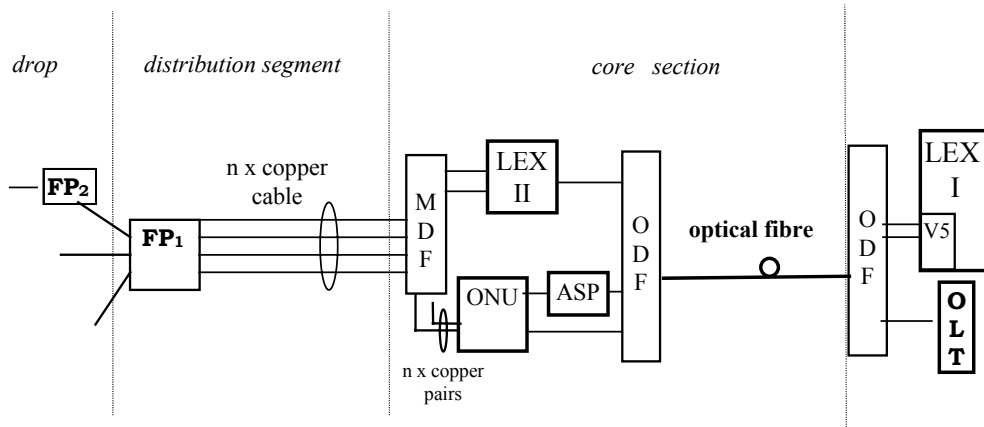 drop
distribution segment
core section
n x copper
cable
FP2
FP1
M
D
F
LEX
II
ONU
ASP
n x copper
pairs
O
D
F
optical fibre
O
D
F
LEX
I
V5
O
L
T